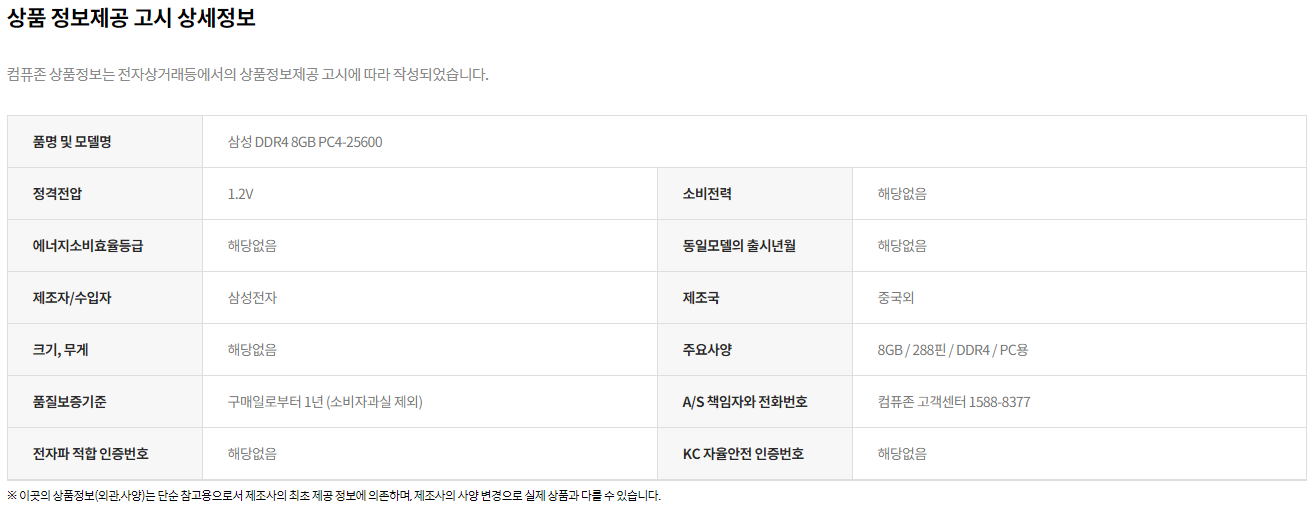 상품 정보제공 고시 상세정보
컴퓨존 상품정보는 전자상거래등에서의 상품정보제공 고시에 따라 작성되었습니다.
품명 및 모델명 삼성 DDR4 8GB PC4-25600
정격전압 1.2V 소비전력 해당없음
에너지소비효율등급 해당없음 동일모델의 출시년월 해당없음
제조자/수입자 삼성전자 제조국 중국외
크기, 무게 해당없음 주요사양 8GB / 288핀 / DDR4 / PC용
품질보증기준 구매일로부터 1년 (소비자과실 제외) A/S 책임자와 전화번호 컴퓨존 고객센터 1588-8377
전자파 적합 인증번호 해당없음 KC 자율안전 인증번호 해당없음
※ 이곳의 상품정보(외관,사양)는 단순 참고용으로서 제조사의 최초 제공 정보에 의존하며, 제조사의 사양 변경으로 실제 상품과 다를 수 있습니다.